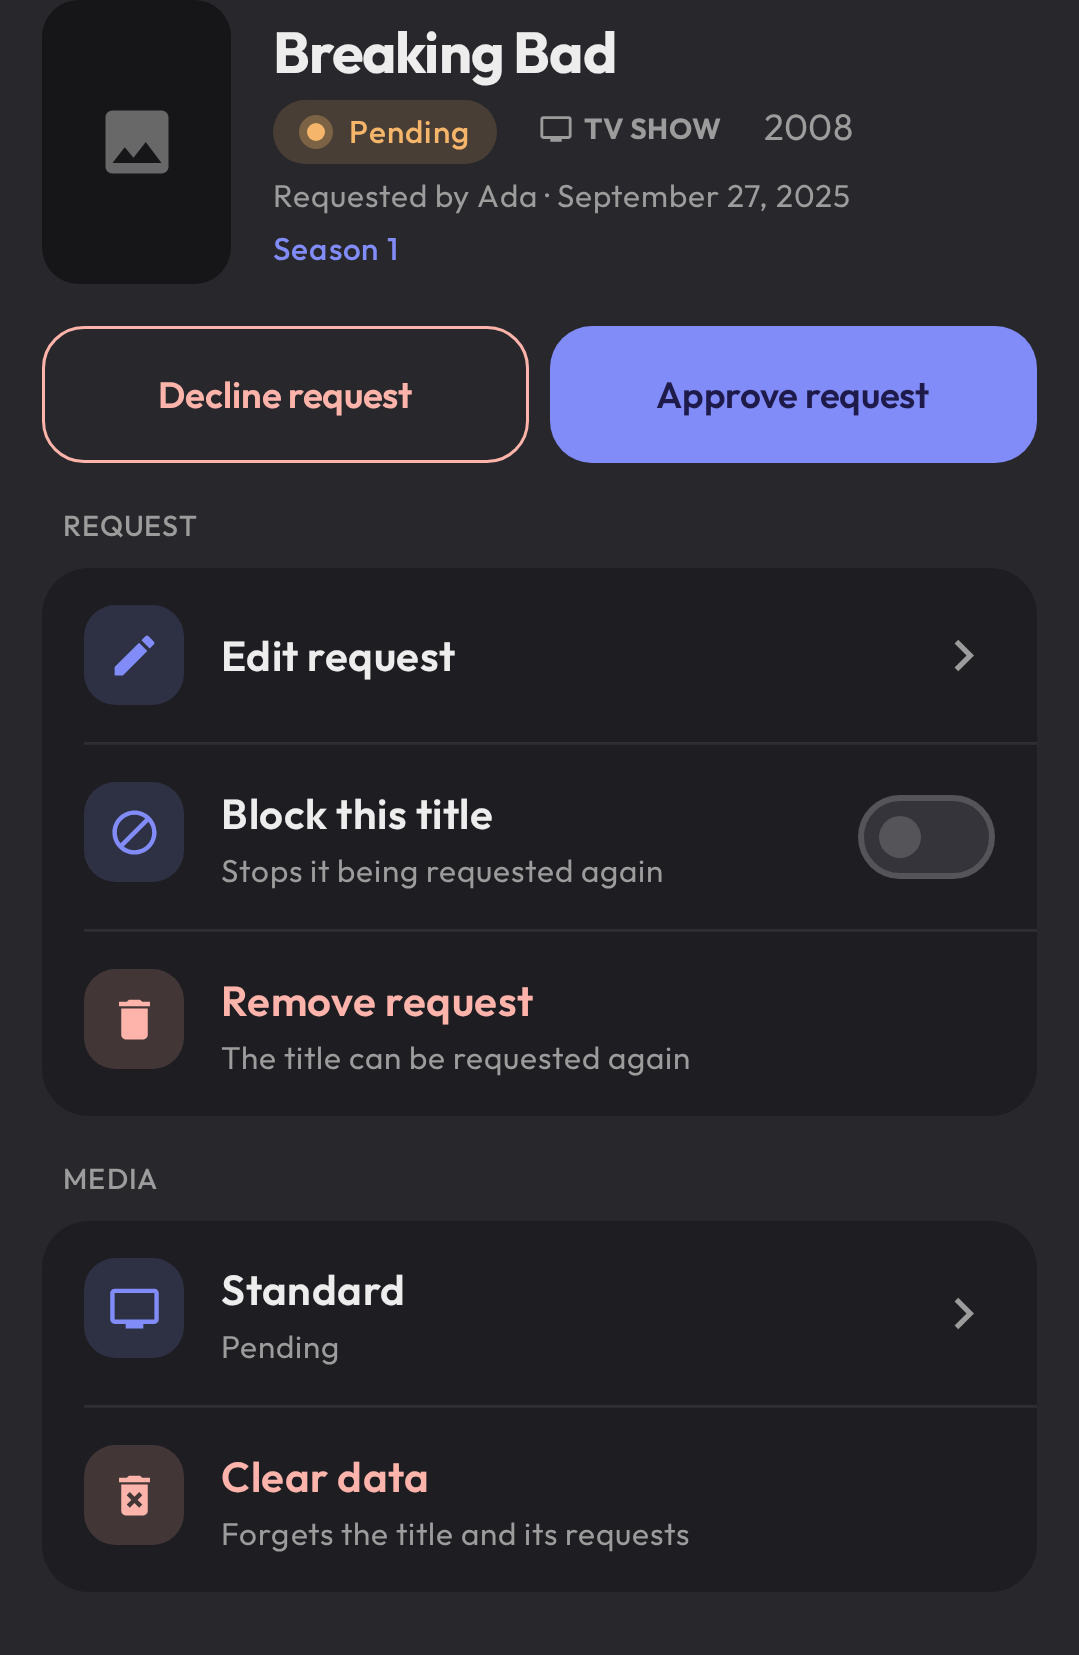 Breaking Bad
Pending TV SHOW 2008
Requested by Ada · September 27, 2025
Season 1
Decline request Approve request
REQUEST
Edit request
Block this title
Stops it being requested again
Remove request
The title can be requested again
MEDIA
Standard
Pending
Clear data
Forgets the title and its requests